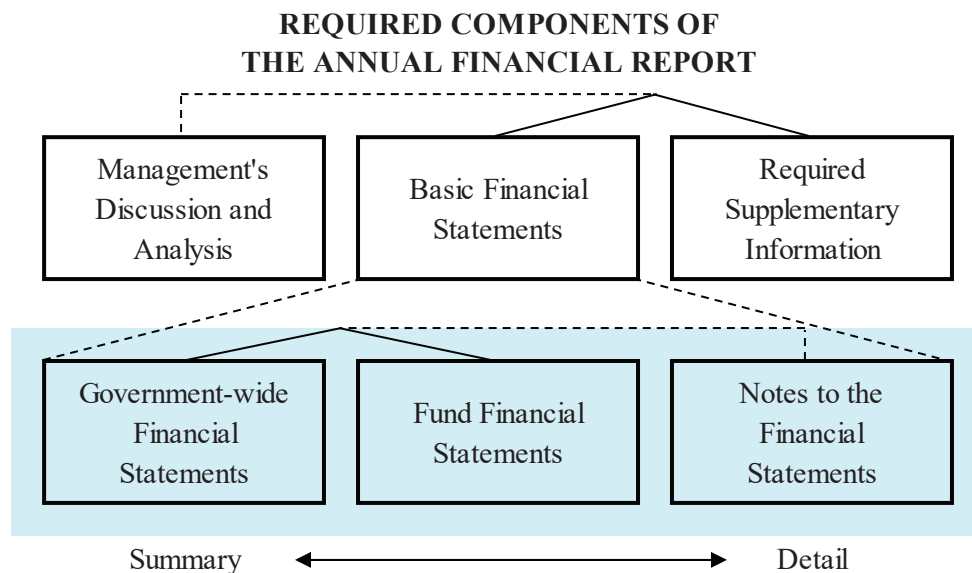 REQUIRED COMPONENTS OF
THE ANNUAL FINANCIAL REPORT
Management's
Discussion and
Analysis
Basic Financial
Statements
Required
Supplementary
Information
Government-wide
Financial
Statements
Fund Financial
Statements
Notes to the
Financial
Statements
Summary
Detail